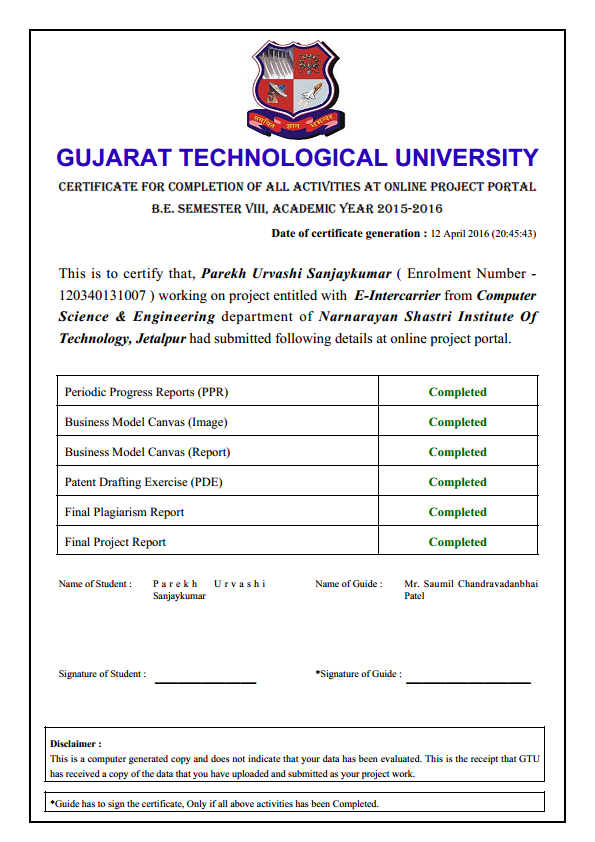 समन्वित ज्ञान समन्वित
GUJARAT TECHNOLOGICAL UNIVERSITY
CERTIFICATE FOR COMPLETION OF ALL ACTIVITIES AT ONLINE PROJECT PORTAL
B.E. SEMESTER VIII, ACADEMIC YEAR 2015-2016
Date of certificate generation : 12 April 2016 (20:45:43)
This is to certify that, Parekh Urvashi Sanjaykumar ( Enrolment Number -
120340131007 ) working on project entitled with E-Intercarrier from Computer
Science & Engineering department of Narnarayan Shastri Institute Of
Technology, Jetalpur had submitted following details at online project portal.
Periodic Progress Reports (PPR) Completed
Business Model Canvas (Image) Completed
Business Model Canvas (Report) Completed
Patent Drafting Exercise (PDE) Completed
Final Plagiarism Report Completed
Final Project Report Completed
Name of Student : Parekh Urvashi Name of Guide : Mr. Saumil Chandravadanbhai
Sanjaykumar Patel
Signature of Student : *Signature of Guide :
Disclaimer :
This is a computer generated copy and does not indicate that your data has been evaluated. This is the receipt that GTU
has received a copy of the data that you have uploaded and submitted as your project work.
*Guide has to sign the certificate, Only if all above activities has been Completed.